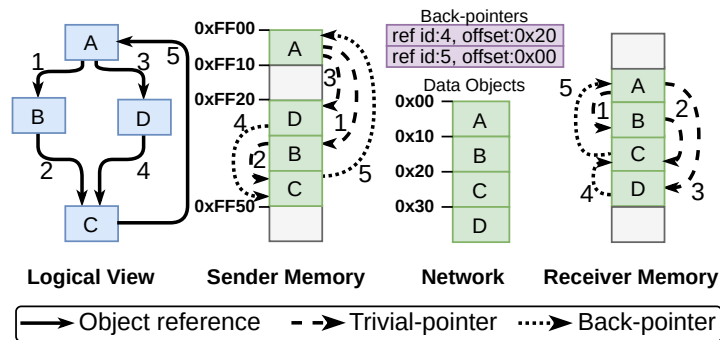 A
1
3
5
B
D
2
4
C
Logical View
0xFF00
0xFF10
0xFF20
0xFF50
A
D
B
C
3
1
4
2
5
Sender Memory
Back-pointers
ref id:4, offset:0x20
ref id:5, offset:0x00
Data Objects
0x00
0x10
0x20
0x30
A
B
C
D
Network
A
B
C
D
5
1
2
4
3
Receiver Memory
Object reference
Trivial-pointer
Back-pointer